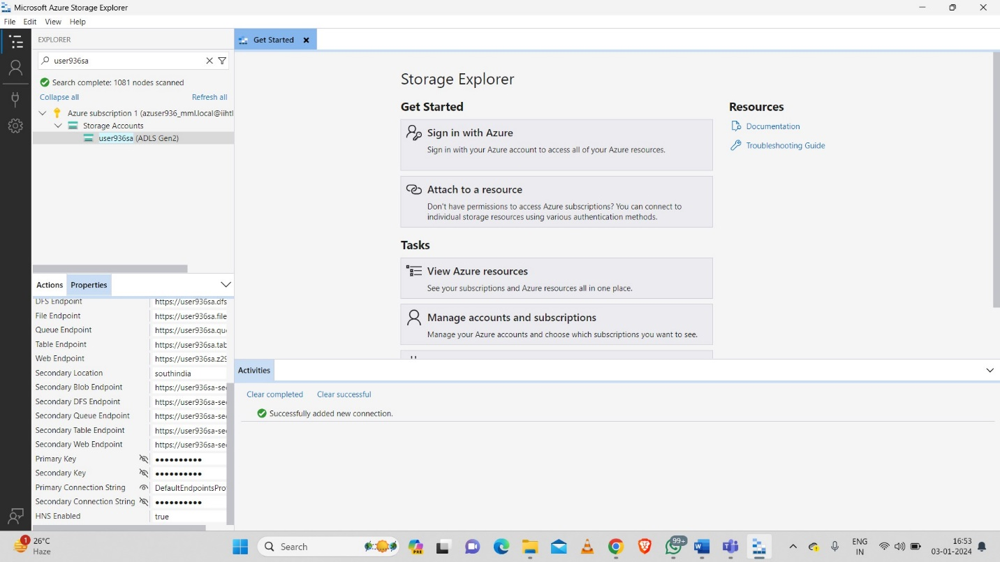 Microsoft Azure Storage Explorer
File Edit View Help
EXPLORER
user936sa
Search complete: 1081 nodes scanned
Collapse all Refresh all
Azure subscription 1 (azuser936_mml.local@iiht
Storage Accounts
user936sa (ADLS Gen2)
Actions Properties
DFS Endpoint https://user936sa.dfs
File Endpoint https://user936sa.file
Queue Endpoint https://user936sa.qu
Table Endpoint https://user936sa.tab
Web Endpoint https://user936sa.z29
Secondary Location southindia
Secondary Blob Endpoint https://user936sa-se
Secondary DFS Endpoint https://user936sa-se
Secondary Queue Endpoint https://user936sa-se
Secondary Table Endpoint https://user936sa-se
Secondary Web Endpoint https://user936sa-se
Primary Key ●●●●●●●●●●
Secondary Key ●●●●●●●●●●
Primary Connection String DefaultEndpointsPro
Secondary Connection String ●●●●●●●●●●
HNS Enabled true
Get Started
Storage Explorer
Get Started
Sign in with Azure
Sign in with your Azure account to access all of your Azure resources.
Attach to a resource
Don't have permissions to access Azure subscriptions? You can connect to
individual storage resources using various authentication methods.
Tasks
View Azure resources
See your subscriptions and Azure resources all in one place.
Manage accounts and subscriptions
Manage your Azure accounts and choose which subscriptions you want to see.
Resources
Documentation
Troubleshooting Guide
Activities
Clear completed Clear successful
Successfully added new connection.
1
26°C
Haze
Search
PRE
99+
ENG
IN
16:53
03-01-2024